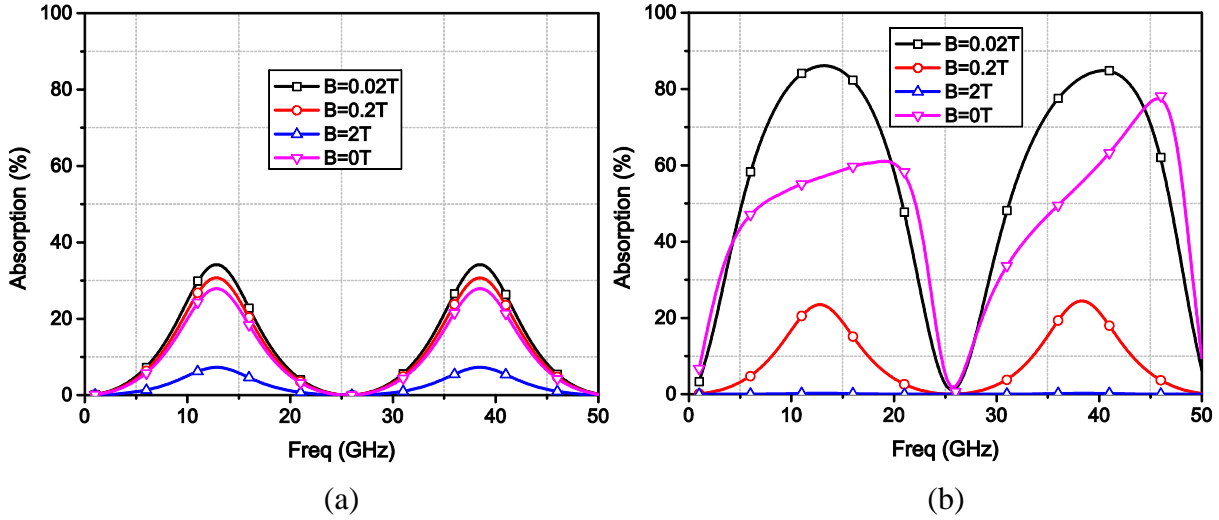 100
80
60
40
20
0
Absorption (%)
B=0.02T
B=0.2T
B=2T
B=0T
0 10 20 30 40 50
Freq (GHz)
(a)
100
80
60
40
20
0
Absorption (%)
B=0.02T
B=0.2T
B=2T
B=0T
0 10 20 30 40 50
Freq (GHz)
(b)